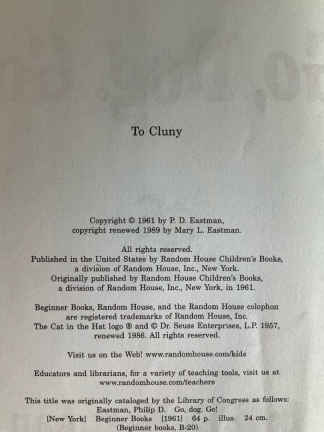 To Cluny
Copyright © 1961 by P. D. Eastman,
copyright renewed 1989 by Mary L. Eastman.
All rights reserved.
Published in the United States by Random House Children's Books,
a division of Random House, Inc., New York.
Originally published by Random House Children's Books,
a division of Random House, Inc., New York, in 1961.
Beginner Books, Random House, and the Random House colophon
are registered trademarks of Random House, Inc.
The Cat in the Hat logo ® and © Dr. Seuss Enterprises, L.P. 1957,
renewed 1986. All rights reserved.
Visit us on the Web! www.randomhouse.com/kids
Educators and librarians, for a variety of teaching tools, visit us at
www.randomhouse.com/teachers
This title was originally cataloged by the Library of Congress as follows:
Eastman, Philip D. Go, dog. Go!
[New York] Beginner Books [1961] 64 p. illus. 24 cm.
(Beginner books, B-20).